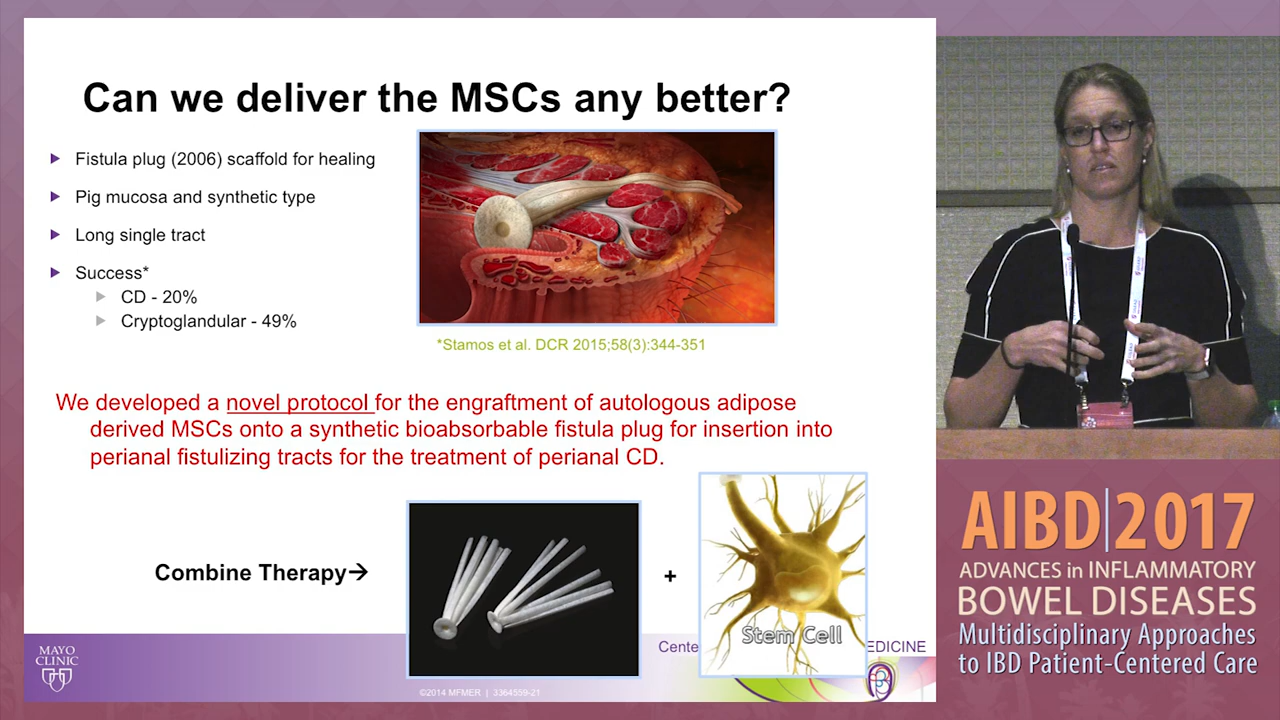 Can we deliver the MSCs any better?
Fistula plug (2006) scaffold for healing
Pig mucosa and synthetic type
Long single tract
Success*
CD - 20%
Cryptoglandular - 49%
*Stamos et al. DCR 2015;58(3):344-351
We developed a novel protocol for the engraftment of autologous adipose
derived MSCs onto a synthetic bioabsorbable fistula plug for insertion into
perianal fistulizing tracts for the treatment of perianal CD.
Combine Therapy→
+
Stem Cell
MAYO
CLINIC
Cente
EDICINE
©2014 MFMER | 3364559-21
AIBD|2017
ADVANCES in INFLAMMATORY
BOWEL DISEASES
Multidisciplinary Approaches
to IBD Patient-Centered Care